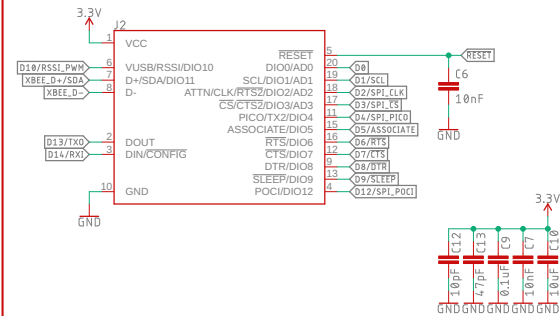 3.3V
J2
1 VCC
RESET 5 RESET
D10/RSSI_PWM 6 VUSB/RSSI/DIO10
DIO0/AD0 20 D0
XBEE_D+/SDA 7 D+/SDA/DIO11
SCL/DIO1/AD1 19 D1/SCL
XBEE_D- 8 D-
ATTN/CLK/RTS2/DIO2/AD2 18 D2/SPI_CLK
CS/CTS2/DIO3/AD3 17 D3/SPI_CS
PICO/TX2/DIO4 11 D4/SPI_PICO
ASSOCIATE/DIO5 15 D5/ASSOCIATE
D13/TXO 2 DOUT
RTS/DIO6 16 D6/RTS
D14/RXI 3 DIN/CONFIG
CTS/DIO7 12 D7/CTS
DTR/DIO8 9 D8/DTR
SLEEP/DIO9 13 D9/SLEEP
10 GND
POCI/DIO12 4 D12/SPI_POCI
GND
C6
10nF
GND
3.3V
C12
10pF
GND
C13
47pF
GND
C9
0.1uF
GND
C7
10nF
GND
C10
10uF
GND